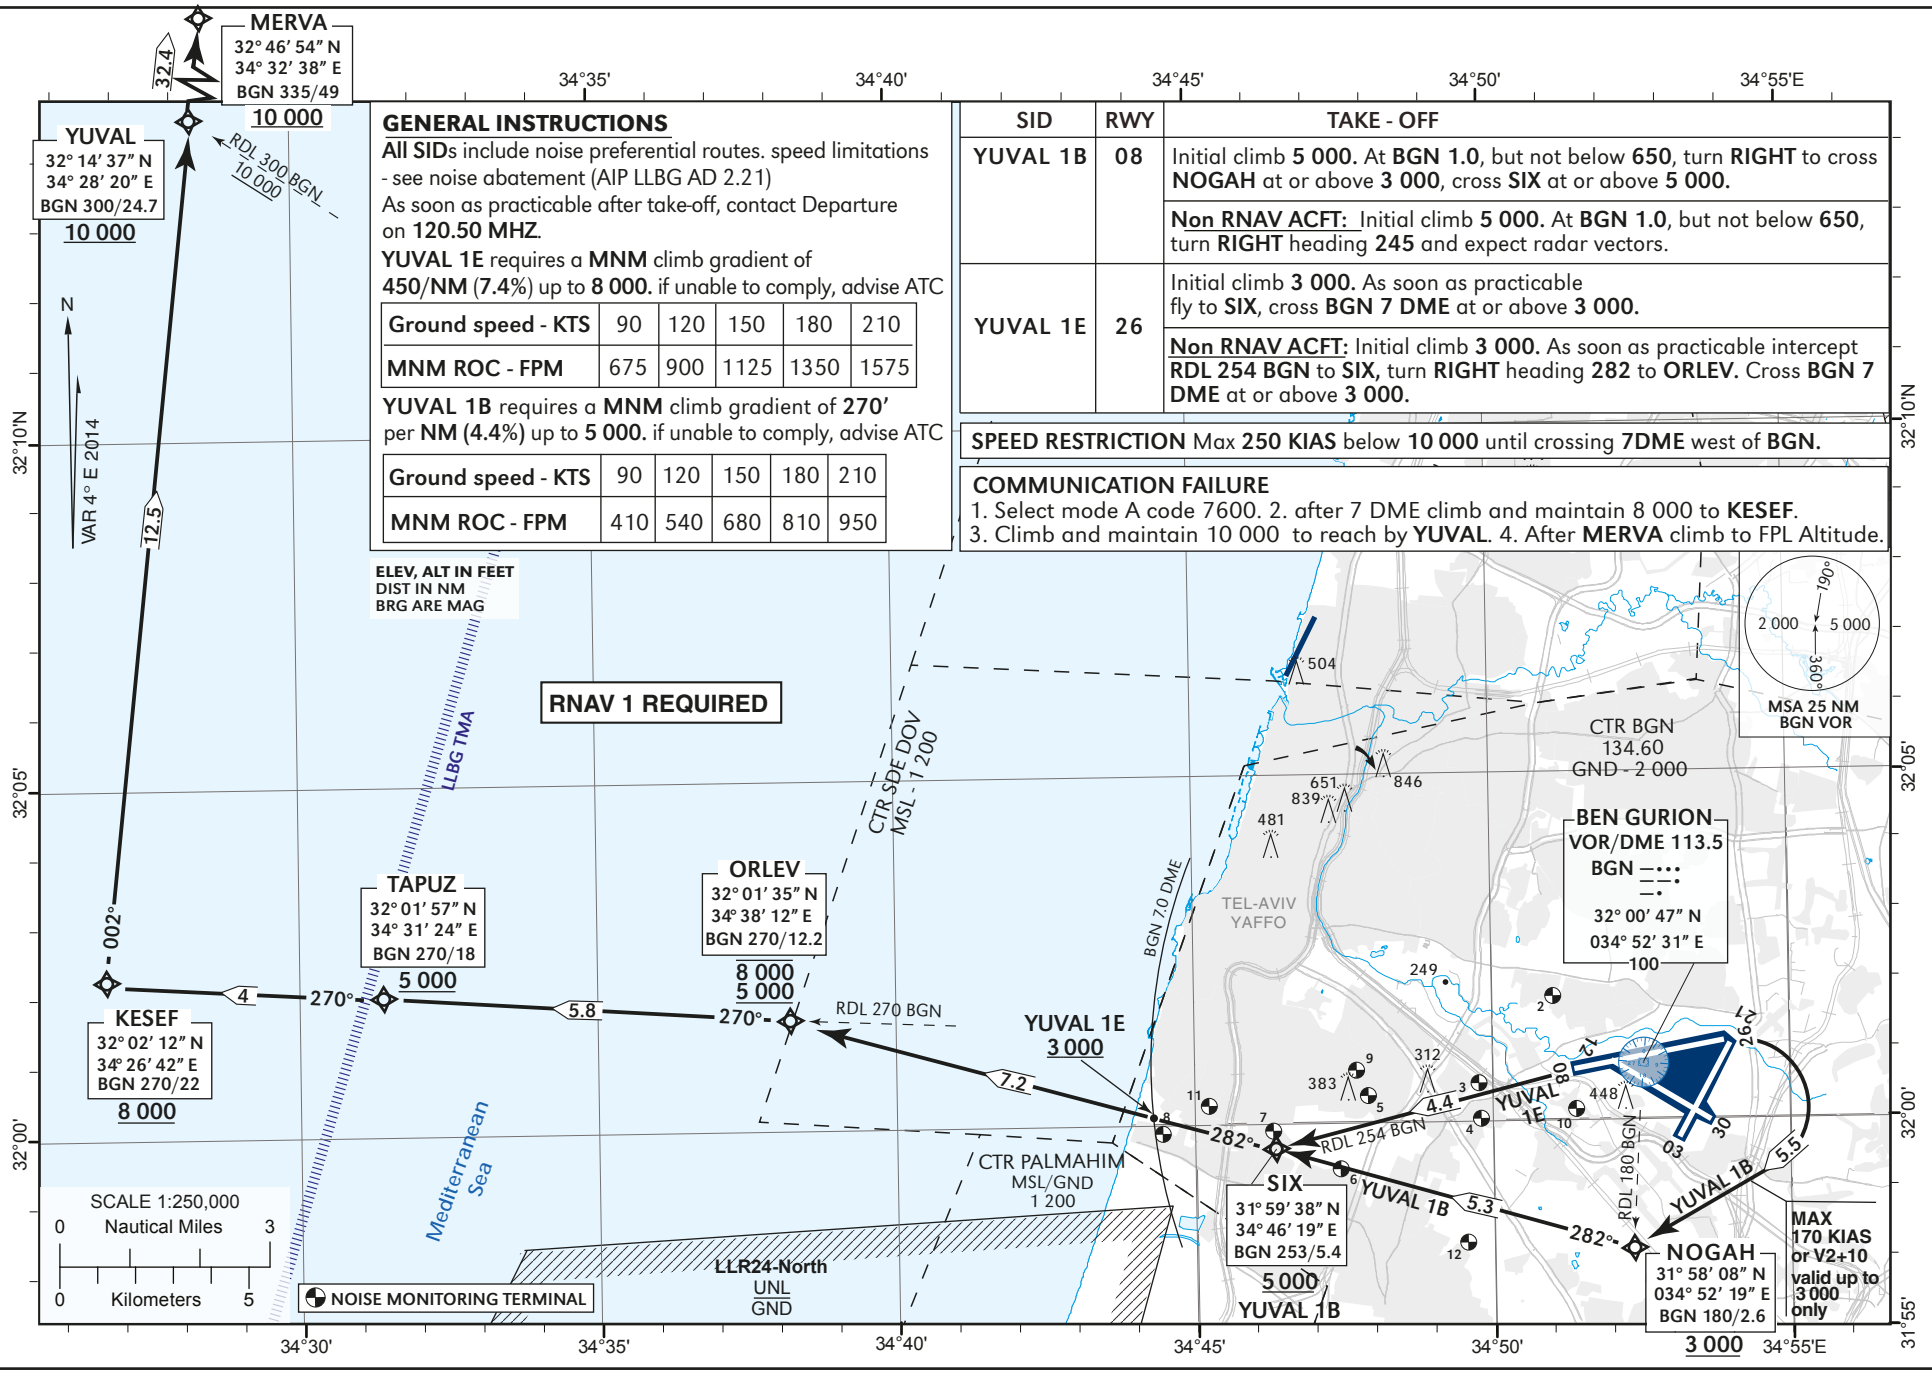 MERVA
32° 46′ 54″ N
34° 32′ 38″ E
BGN 335/49
10 000
32.4
YUVAL
32° 14′ 37″ N
34° 28′ 20″ E
BGN 300/24.7
10 000
RDL 300 BGN
10 000
34°35'
34°40'
34°45'
34°50'
34°55'E
GENERAL INSTRUCTIONS
All SIDs include noise preferential routes. speed limitations
- see noise abatement (AIP LLBG AD 2.21)
As soon as practicable after take-off, contact Departure
on 120.50 MHZ.
YUVAL 1E requires a MNM climb gradient of
450/NM (7.4%) up to 8 000. if unable to comply, advise ATC
Ground speed - KTS 90 120 150 180 210
MNM ROC - FPM 675 900 1125 1350 1575
YUVAL 1B requires a MNM climb gradient of 270'
per NM (4.4%) up to 5 000. if unable to comply, advise ATC
Ground speed - KTS 90 120 150 180 210
MNM ROC - FPM 410 540 680 810 950
SID RWY TAKE - OFF
YUVAL 1B 08 Initial climb 5 000. At BGN 1.0, but not below 650, turn RIGHT to cross
NOGAH at or above 3 000, cross SIX at or above 5 000.
Non RNAV ACFT: Initial climb 5 000. At BGN 1.0, but not below 650,
turn RIGHT heading 245 and expect radar vectors.
YUVAL 1E 26 Initial climb 3 000. As soon as practicable
fly to SIX, cross BGN 7 DME at or above 3 000.
Non RNAV ACFT: Initial climb 3 000. As soon as practicable intercept
RDL 254 BGN to SIX, turn RIGHT heading 282 to ORLEV. Cross BGN 7
DME at or above 3 000.
SPEED RESTRICTION Max 250 KIAS below 10 000 until crossing 7DME west of BGN.
COMMUNICATION FAILURE
1. Select mode A code 7600. 2. after 7 DME climb and maintain 8 000 to KESEF.
3. Climb and maintain 10 000 to reach by YUVAL. 4. After MERVA climb to FPL Altitude.
N
VAR 4° E 2014
32°10'N
32°10'N
12.5
ELEV, ALT IN FEET
DIST IN NM
BRG ARE MAG
190°
2 000
5 000
360°
MSA 25 NM
BGN VOR
504
RNAV 1 REQUIRED
LLBG TMA
CTR SDE DOV
MSL - 1 200
CTR BGN
134.60
GND - 2 000
32°05'
32°05'
651
839
846
481
BEN GURION
VOR/DME 113.5
BGN
32° 00′ 47″ N
034° 52′ 31″ E
100
TEL-AVIV
YAFFO
BGN 7.0 DME
TAPUZ
32° 01′ 57″ N
34° 31′ 24″ E
BGN 270/18
5 000
ORLEV
32° 01′ 35″ N
34° 38′ 12″ E
BGN 270/12.2
8 000
5 000
002°
4
270°
5.8
270°
RDL 270 BGN
KESEF
32° 02′ 12″ N
34° 26′ 42″ E
BGN 270/22
8 000
YUVAL 1E
3 000
7.2
249
2
12
21
26
08
30
03
9
312
383
5
3
4
10
448
11
7
8
6
12
4.4
YUVAL
1E
RDL 254 BGN
282°
RDL 180 BGN
5.5
YUVAL 1B
YUVAL 1B
5.3
282°
32°00'
32°00'
Mediterranean
Sea
CTR PALMAHIM
MSL/GND
1 200
SIX
31° 59′ 38″ N
34° 46′ 19″ E
BGN 253/5.4
5 000
YUVAL 1B
NOGAH
31° 58′ 08″ N
034° 52′ 19″ E
BGN 180/2.6
3 000
MAX
170 KIAS
or V2+10
valid up to
3 000
only
SCALE 1:250,000
0 Nautical Miles 3
0 Kilometers 5
NOISE MONITORING TERMINAL
LLR24-North
UNL
GND
34°30'
34°40'
34°45'
34°50'
34°55'E
31°55'